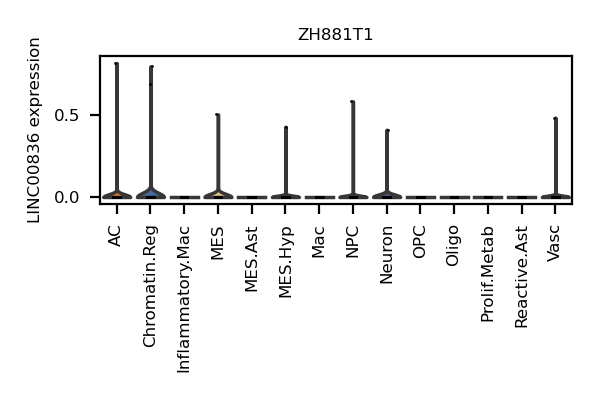 ZH881T1
LINC00836 expression
0.5
0.0
AC
Chromatin.Reg
Inflammatory.Mac
MES
MES.Ast
MES.Hyp
Mac
NPC
Neuron
OPC
Oligo
Prolif.Metab
Reactive.Ast
Vasc